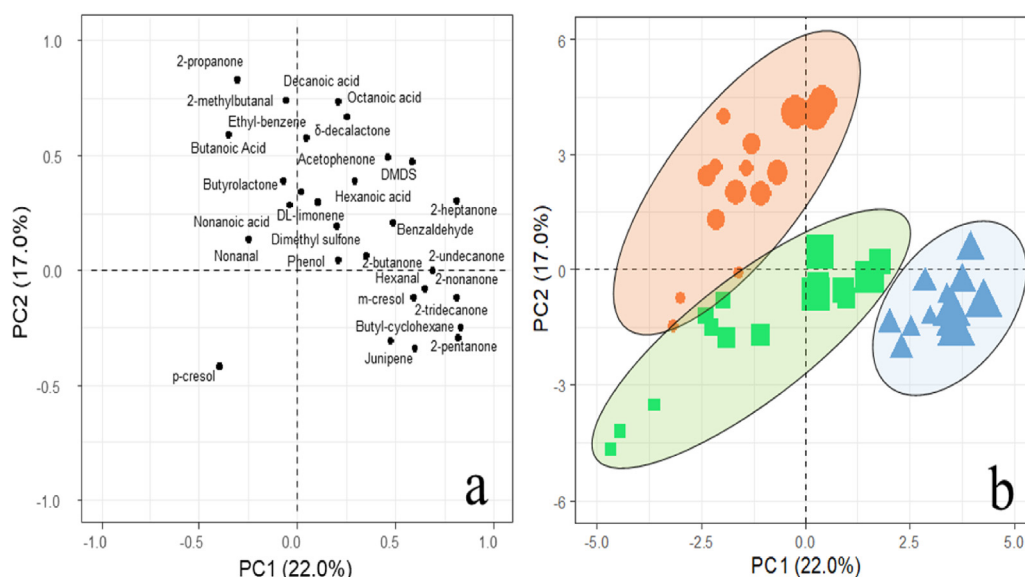 1.0
0.5
0.0
-0.5
-1.0
PC2 (17.0%)
2-propanone
Decanoic acid
2-methylbutanal
Octanoic acid
Ethyl-benzene
δ-decalactone
Butanoic Acid
Acetophenone
DMDS
Butyrolactone
Hexanoic acid
DL-limonene
2-heptanone
Nonanoic acid
Benzaldehyde
Dimethyl sulfone
Nonanal
2-butanone
2-undecanone
Phenol
Hexanal
2-nonanone
m-cresol
2-tridecanone
Butyl-cyclohexane
Junipene
2-pentanone
p-cresol
a
-1.0 -0.5 0.0 0.5 1.0
PC1 (22.0%)
6
3
0
-3
-6
PC2 (17.0%)
b
-5.0 -2.5 0.0 2.5 5.0
PC1 (22.0%)